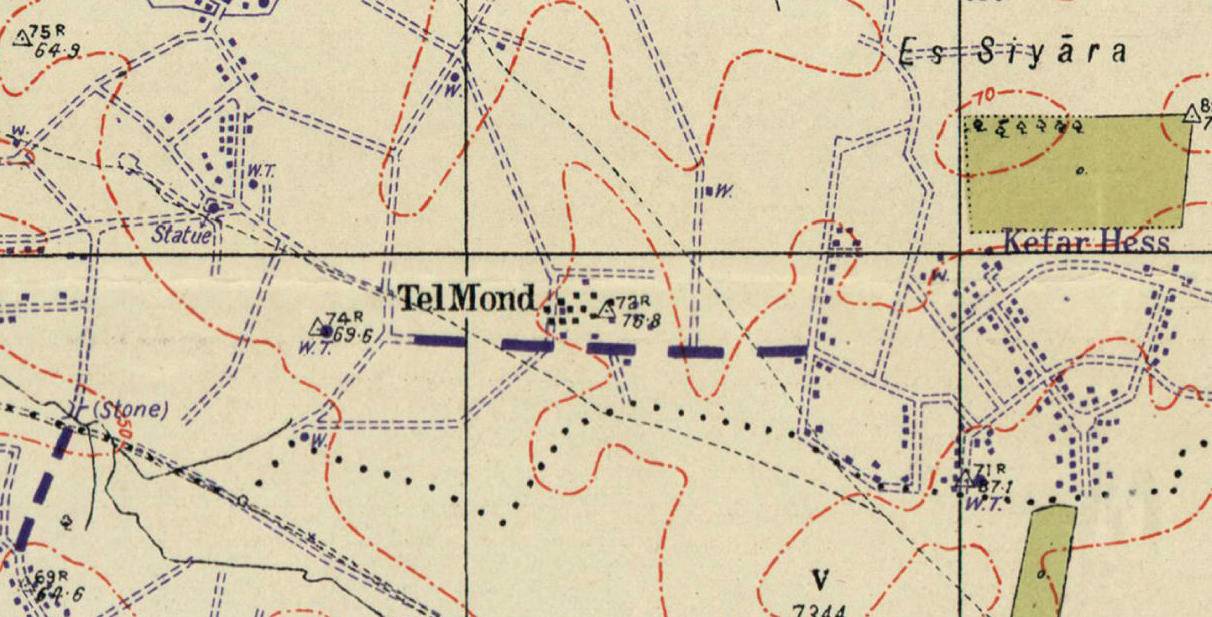 75R
64·9
Es Siyāra
W.
70
W.
W.T.
W.
Statue
Kefar Hess
W.
Tel Mond
73R
76·8
74R
69·6
W.T.
(Stone)
50
W.
71R
87·1
W.T.
69R
64·6
V
7344